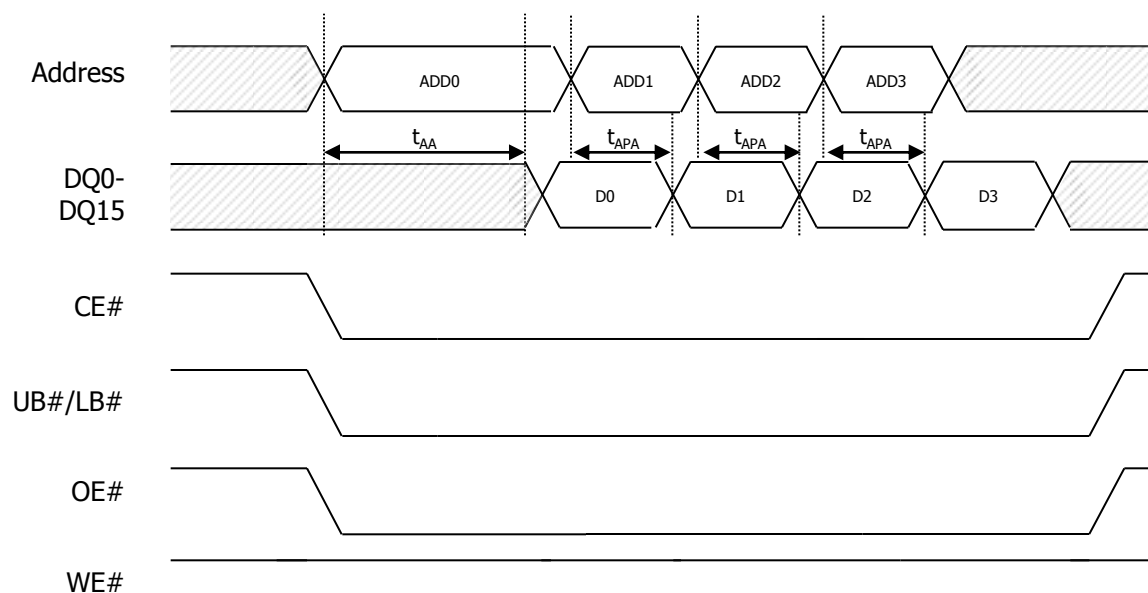 Address
ADD0 ADD1 ADD2 ADD3
tAA tAPA tAPA tAPA
DQ0-
DQ15
D0 D1 D2 D3
CE#
UB#/LB#
OE#
WE#